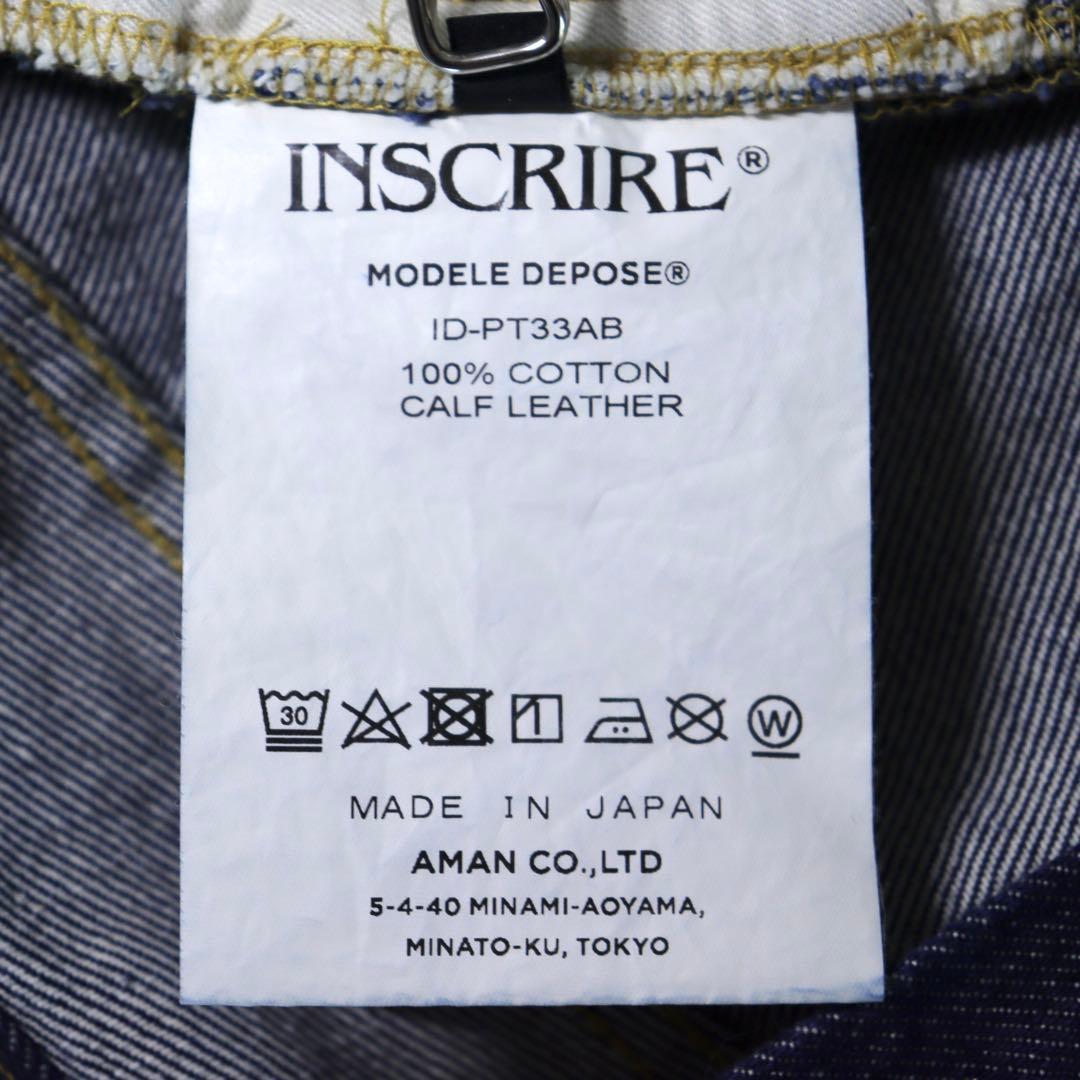 INSCRIRE®
MODELE DEPOSE®
ID-PT33AB
100% COTTON
CALF LEATHER
30 W
MADE IN JAPAN
AMAN CO.,LTD
5-4-40 MINAMI-AOYAMA,
MINATO-KU, TOKYO